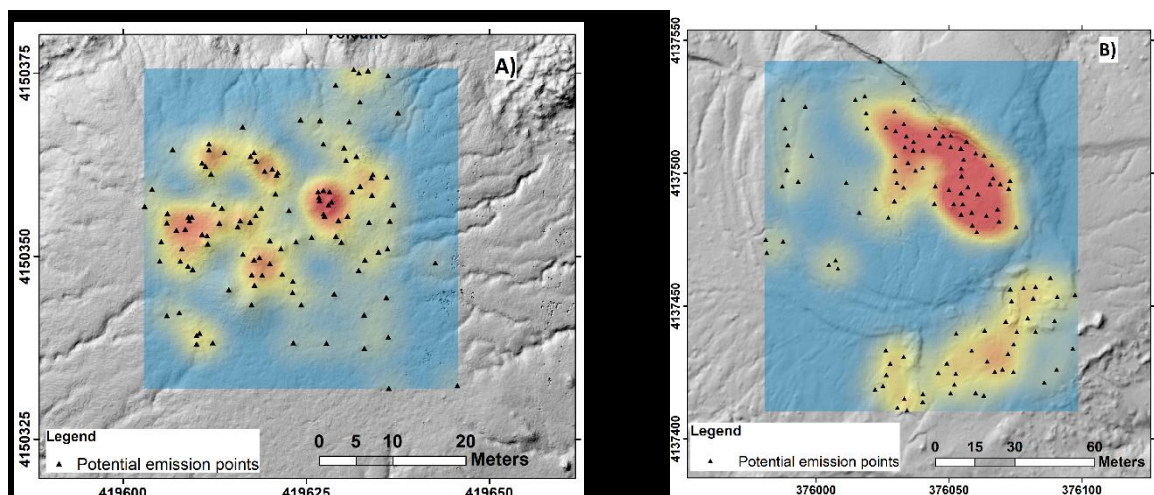 Volcano
A)
4150375
4150350
4150325
Legend
▲ Potential emission points
0 5 10 20
Meters
419600 419625 419650
B)
4137550
4137500
4137450
4137400
Legend
▲ Potential emission points
0 15 30 60
Meters
376000 376050 376100